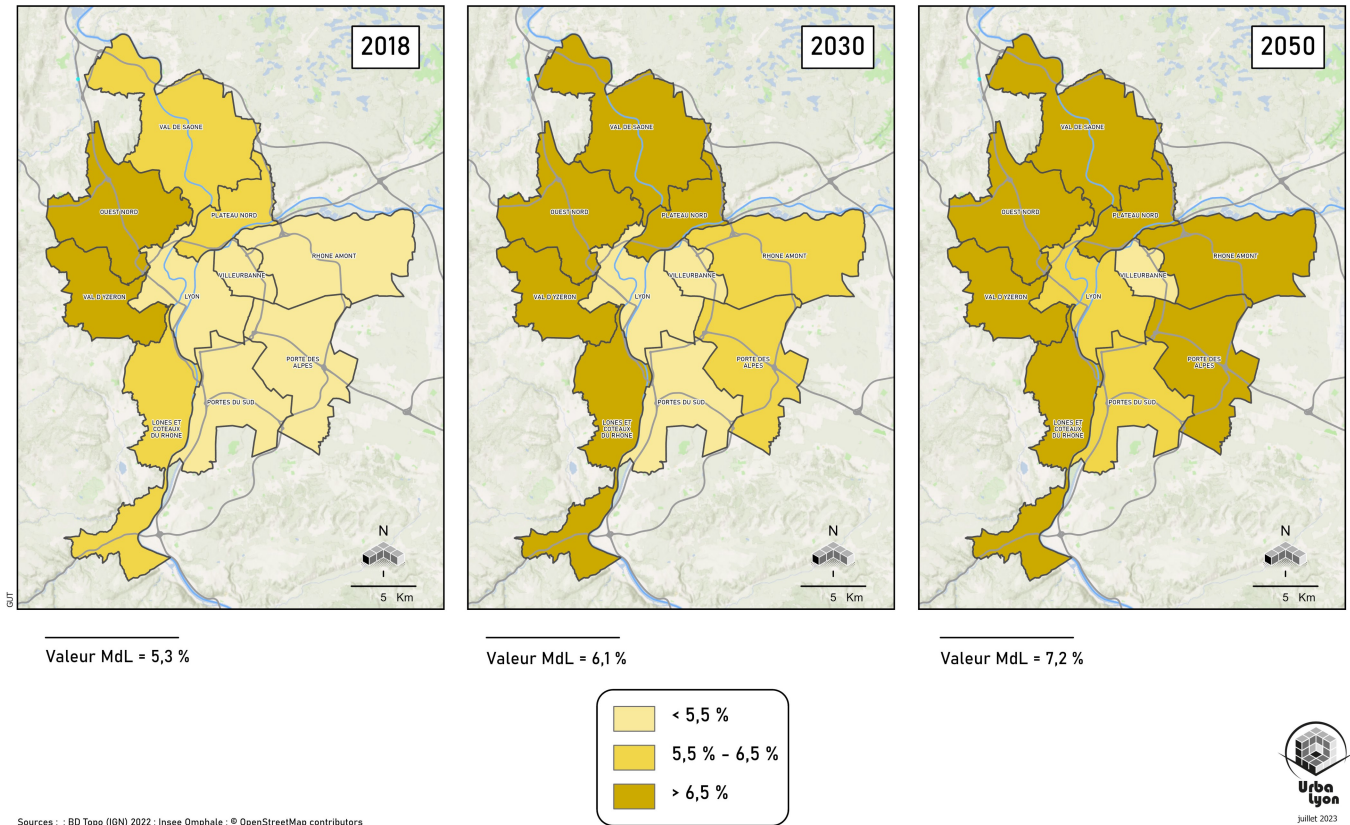 2018
VAL DE SAONE
OUEST NORD
PLATEAU NORD
RHONE AMONT
VILLEURBANNE
VAL D'YZERON
LYON
PORTE DES
ALPES
PORTES DU SUD
LONES ET
COTEAUX
DU RHONE
N
5 Km
2030
VAL DE SAONE
OUEST NORD
PLATEAU NORD
RHONE AMONT
VILLEURBANNE
VAL D'YZERON
LYON
PORTE DES
ALPES
PORTES DU SUD
LONES ET
COTEAUX
DU RHONE
N
5 Km
2050
VAL DE SAONE
OUEST NORD
PLATEAU NORD
RHONE AMONT
VILLEURBANNE
VAL D'YZERON
LYON
PORTE DES
ALPES
PORTES DU SUD
LONES ET
COTEAUX
DU RHONE
N
5 Km
GUT
Valeur MdL = 5,3 %
Valeur MdL = 6,1 %
Valeur MdL = 7,2 %
< 5,5 %
5,5 % - 6,5 %
> 6,5 %
Urba
Lyon
juillet 2023
Sources : : BD Topo (IGN) 2022 ; Insee Omphale ; © OpenStreetMap contributors